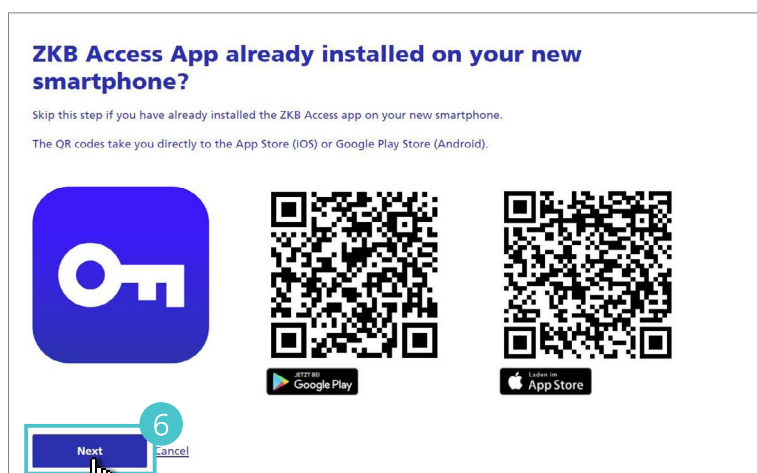 ZKB Access App already installed on your new
smartphone?
Skip this step if you have already installed the ZKB Access app on your new smartphone.
The QR codes take you directly to the App Store (iOS) or Google Play Store (Android).
JETZT BEI
Google Play
Laden im
App Store
6
Next
Cancel